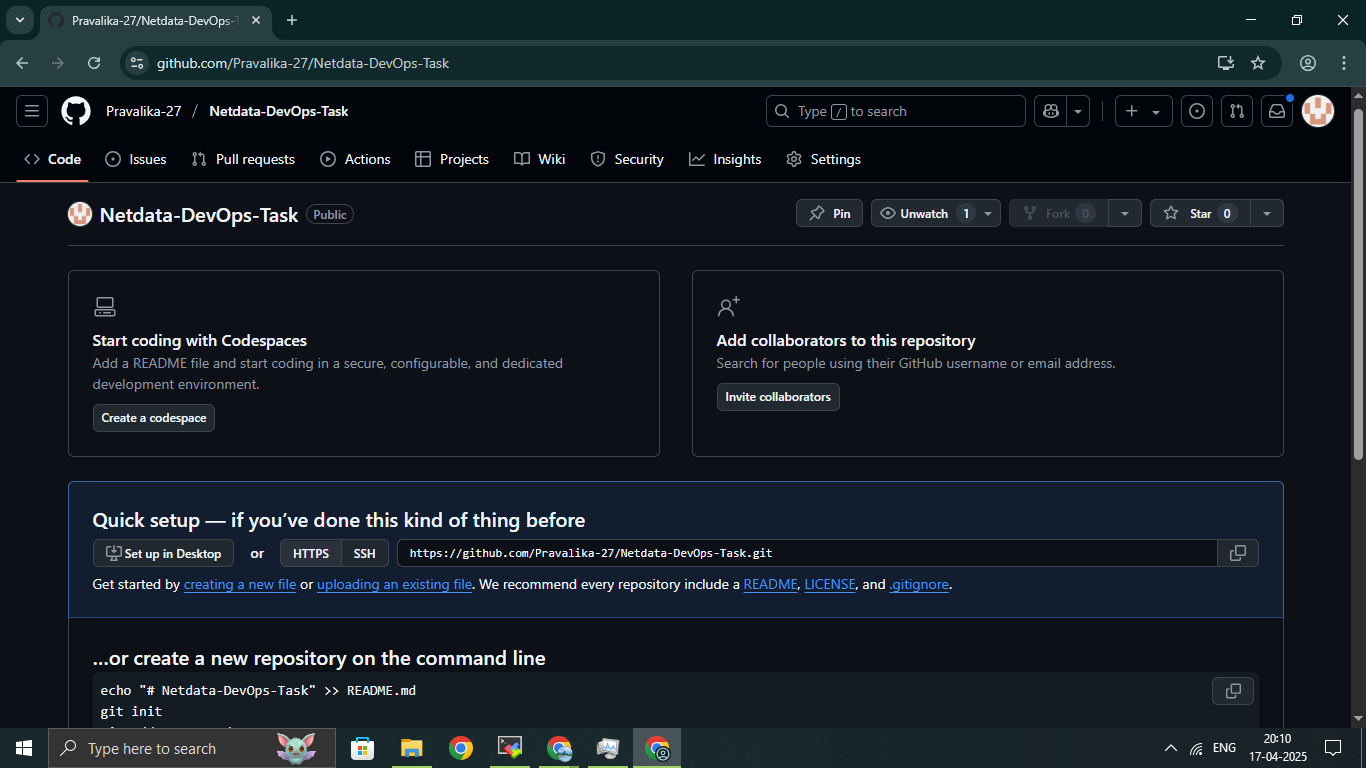 Pravalika-27/Netdata-DevOps-T
github.com/Pravalika-27/Netdata-DevOps-Task
Pravalika-27 / Netdata-DevOps-Task
Type / to search
Code Issues Pull requests Actions Projects Wiki Security Insights Settings
Netdata-DevOps-Task Public
Pin Unwatch 1 Fork 0 Star 0
Start coding with Codespaces
Add a README file and start coding in a secure, configurable, and dedicated
development environment.
Create a codespace
Add collaborators to this repository
Search for people using their GitHub username or email address.
Invite collaborators
Quick setup — if you’ve done this kind of thing before
Set up in Desktop or HTTPS SSH https://github.com/Pravalika-27/Netdata-DevOps-Task.git
Get started by creating a new file or uploading an existing file. We recommend every repository include a README, LICENSE, and .gitignore.
…or create a new repository on the command line
echo "# Netdata-DevOps-Task" >> README.md
git init
Type here to search
ENG
20:10
17-04-2025